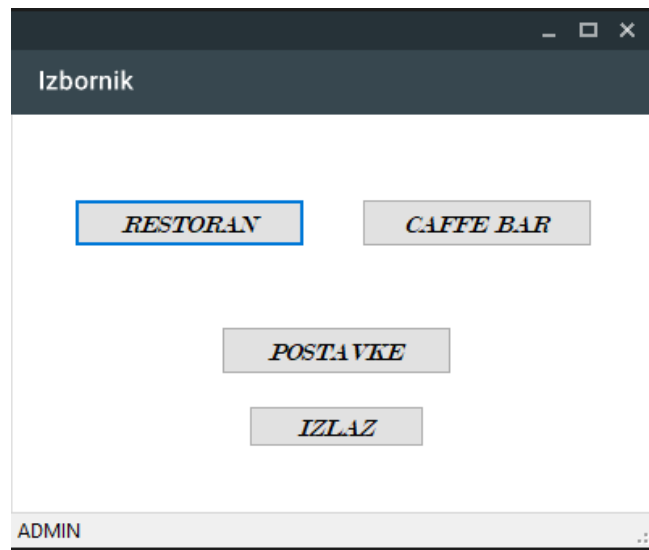 Izbornik
RESTORAN
CAFFE BAR
POSTAVKE
IZLAZ
ADMIN